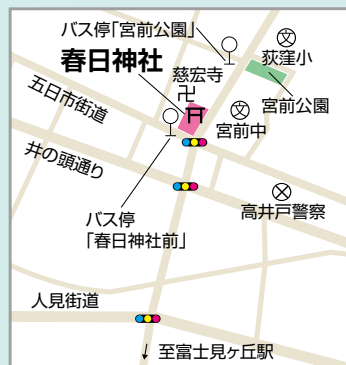 バス停「宮前公園」
春日神社
文
荻窪小
慈宏寺
卍
宮前公園
文
宮前中
五日市街道
井の頭通り
高井戸警察
バス停
「春日神社前」
人見街道
至富士見ヶ丘駅